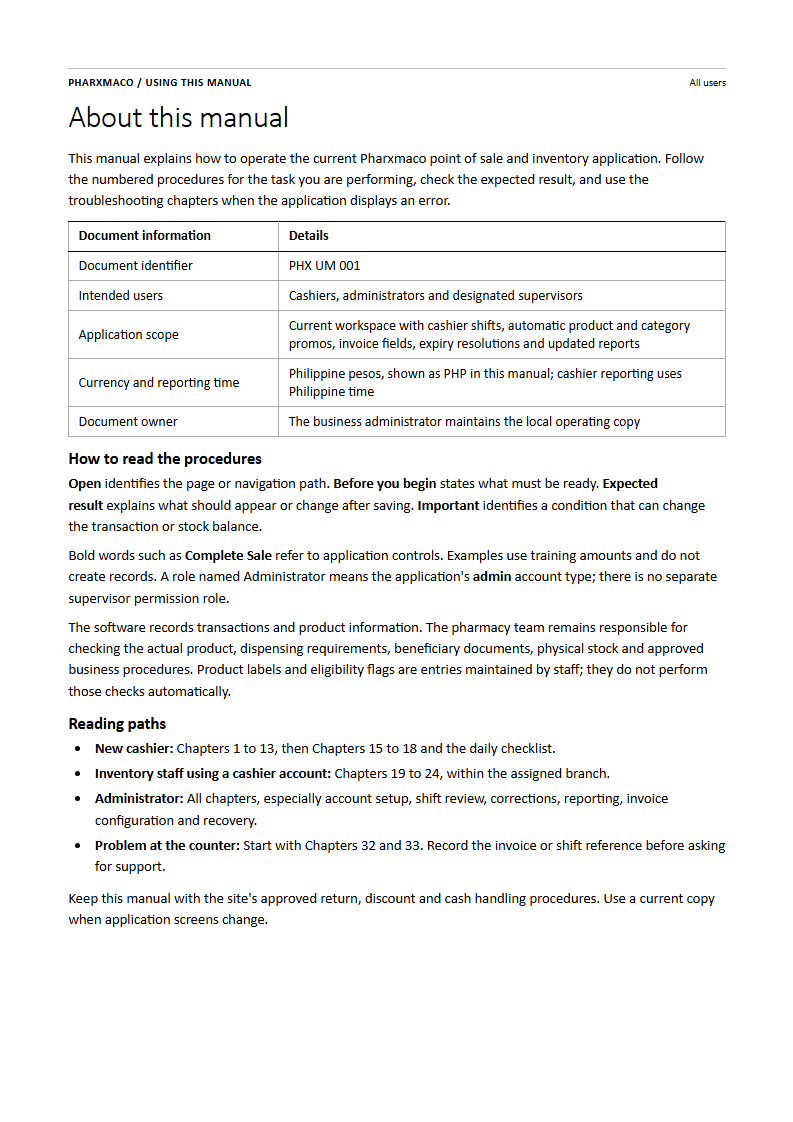 PHARXMACO / USING THIS MANUAL
All users
About this manual
This manual explains how to operate the current Pharxmaco point of sale and inventory application. Follow
the numbered procedures for the task you are performing, check the expected result, and use the
troubleshooting chapters when the application displays an error.
Document information
Details
Document identifier
PHX UM 001
Intended users
Cashiers, administrators and designated supervisors
Application scope
Current workspace with cashier shifts, automatic product and category
promos, invoice fields, expiry resolutions and updated reports
Currency and reporting time
Philippine pesos, shown as PHP in this manual; cashier reporting uses
Philippine time
Document owner
The business administrator maintains the local operating copy
How to read the procedures
Open identifies the page or navigation path. Before you begin states what must be ready. Expected
result explains what should appear or change after saving. Important identifies a condition that can change
the transaction or stock balance.
Bold words such as Complete Sale refer to application controls. Examples use training amounts and do not
create records. A role named Administrator means the application's admin account type; there is no separate
supervisor permission role.
The software records transactions and product information. The pharmacy team remains responsible for
checking the actual product, dispensing requirements, beneficiary documents, physical stock and approved
business procedures. Product labels and eligibility flags are entries maintained by staff; they do not perform
those checks automatically.
Reading paths
• New cashier: Chapters 1 to 13, then Chapters 15 to 18 and the daily checklist.
• Inventory staff using a cashier account: Chapters 19 to 24, within the assigned branch.
• Administrator: All chapters, especially account setup, shift review, corrections, reporting, invoice
configuration and recovery.
• Problem at the counter: Start with Chapters 32 and 33. Record the invoice or shift reference before asking
for support.
Keep this manual with the site's approved return, discount and cash handling procedures. Use a current copy
when application screens change.